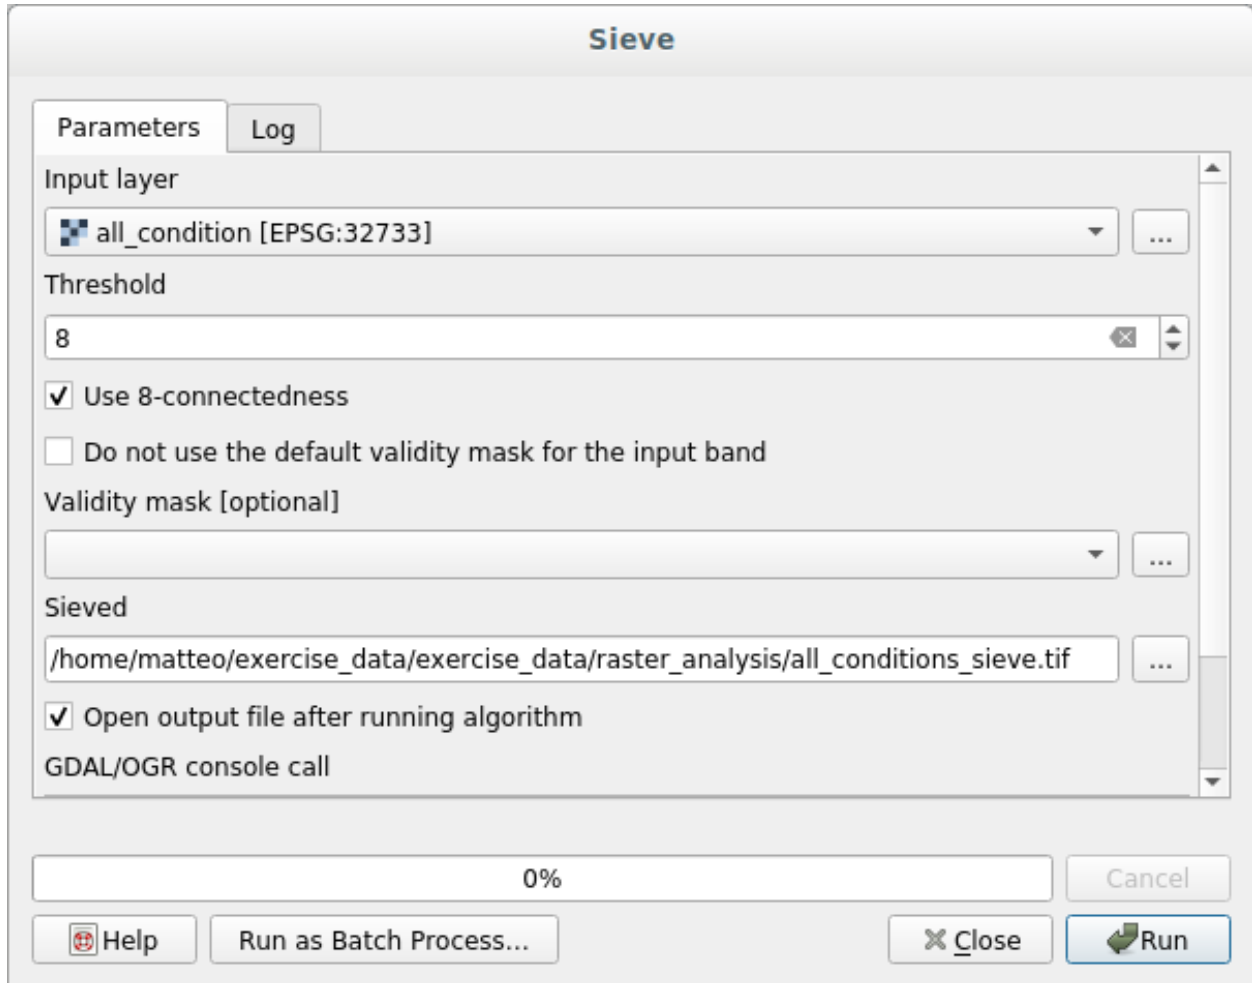 Sieve
Parameters
Log
Input layer
all_condition [EPSG:32733]
...
Threshold
8
Use 8-connectedness
Do not use the default validity mask for the input band
Validity mask [optional]
...
Sieved
/home/matteo/exercise_data/exercise_data/raster_analysis/all_conditions_sieve.tif
...
Open output file after running algorithm
GDAL/OGR console call
0%
Cancel
Help
Run as Batch Process...
Close
Run